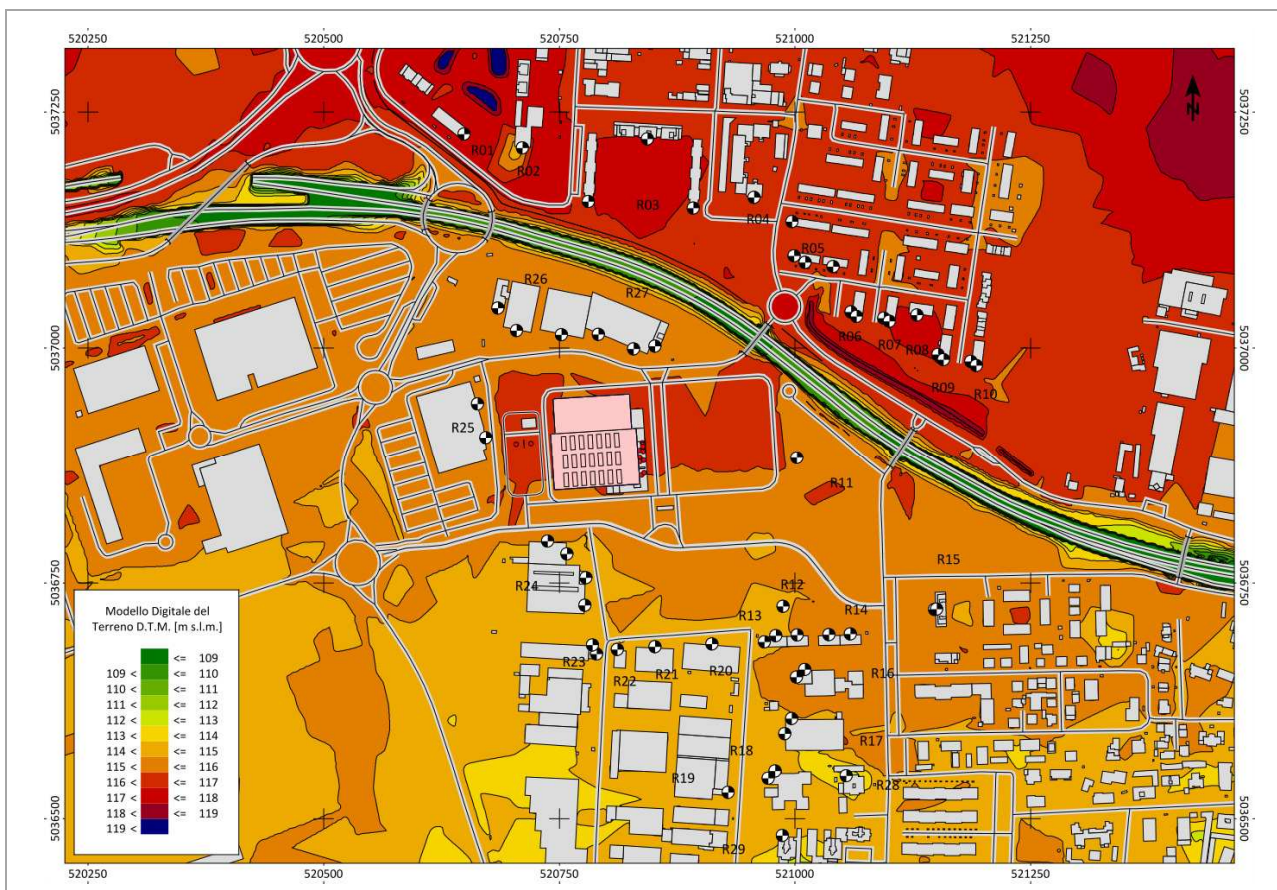 520250 520500 520750 521000 521250
5037250 5037250
N
R01
R02
R03
R04
R05
R26
R27
5037000 5037000
R06
R07
R08
R09
R10
R25
R11
5036750 5036750
R24
R12
R13
R14
R15
R23
R22
R21
R20
R16
R18
R17
R19
R28
R29
5036500 5036500
Modello Digitale del
Terreno D.T.M. [m s.l.m.]
<= 109
109 < <= 110
110 < <= 111
111 < <= 112
112 < <= 113
113 < <= 114
114 < <= 115
115 < <= 116
116 < <= 117
117 < <= 118
118 < <= 119
119 <
520250 520500 520750 521000 521250